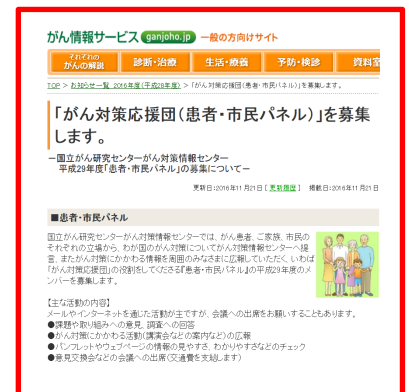 がん情報サービス ganjoho.jp 一般の方向けサイト
それぞれの
がんの解説 診断・治療 生活・療養 予防・検診 資料室
TOP > お知らせ一覧 2016年度(平成28年度) > 「がん対策応援団(患者・市民パネル)」を募集します。
「がん対策応援団(患者・市民パネル)」を募集
します。
－国立がん研究センターがん対策情報センター
平成29年度「患者・市民パネル」の募集について－
更新日:2016年11月21日 [ 更新履歴 ] 掲載日:2016年11月21日
■患者・市民パネル
国立がん研究センターがん対策情報センターでは、がん患者、ご家族、市民の
それぞれの立場から、わが国のがん対策についてがん対策情報センターへ提
言、またがん対策にかかわる情報を周囲のみなさまに広報していただく、いわば
「がん対策応援団」の役割をしてくださる『患者・市民パネル』の平成29年度のメ
ンバーを募集します。
【主な活動の内容】
メールやインターネットを通じた活動が主ですが、会議への出席をお願いすることもあります。
●課題や取り組みへの意見、調査への回答
●がん対策にかかわる活動(講演会などの案内など)の広報
●パンフレットやウェブページの情報の見やすさ、わかりやすさなどのチェック
●意見交換会などの会議への出席(交通費を支給します)